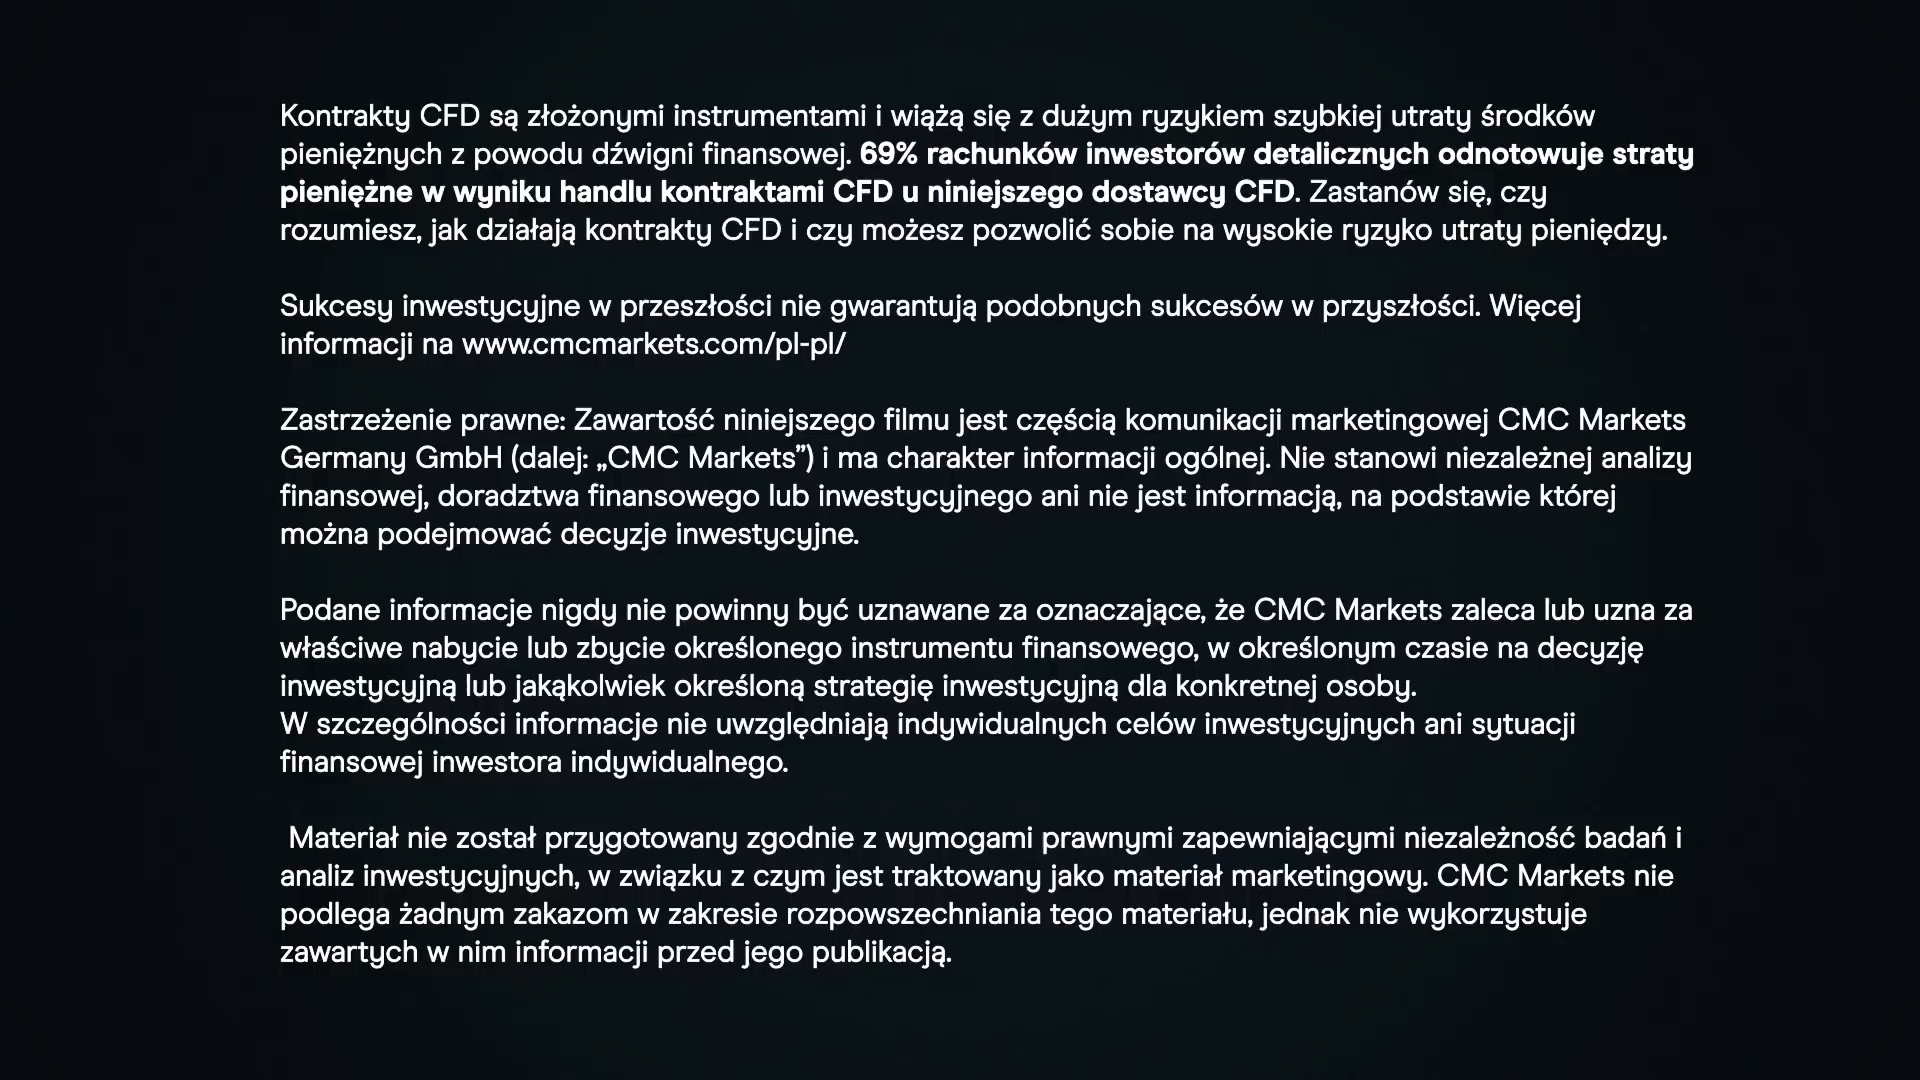 Kontrakty CFD są złożonymi instrumentami i wiążą się z dużym ryzykiem szybkiej utraty środków
pieniężnych z powodu dźwigni finansowej. 69% rachunków inwestorów detalicznych odnotowuje straty
pieniężne w wyniku handlu kontraktami CFD u niniejszego dostawcy CFD. Zastanów się, czy
rozumiesz, jak działają kontrakty CFD i czy możesz pozwolić sobie na wysokie ryzyko utraty pieniędzy.
Sukcesy inwestycyjne w przeszłości nie gwarantują podobnych sukcesów w przyszłości. Więcej
informacji na www.cmcmarkets.com/pl-pl/
Zastrzeżenie prawne: Zawartość niniejszego filmu jest częścią komunikacji marketingowej CMC Markets
Germany GmbH (dalej: „CMC Markets”) i ma charakter informacji ogólnej. Nie stanowi niezależnej analizy
finansowej, doradztwa finansowego lub inwestycyjnego ani nie jest informacją, na podstawie której
można podejmować decyzje inwestycyjne.
Podane informacje nigdy nie powinny być uznawane za oznaczające, że CMC Markets zaleca lub uzna za
właściwe nabycie lub zbycie określonego instrumentu finansowego, w określonym czasie na decyzję
inwestycyjną lub jakąkolwiek określoną strategię inwestycyjną dla konkretnej osoby.
W szczególności informacje nie uwzględniają indywidualnych celów inwestycyjnych ani sytuacji
finansowej inwestora indywidualnego.
Materiał nie został przygotowany zgodnie z wymogami prawnymi zapewniającymi niezależność badań i
analiz inwestycyjnych, w związku z czym jest traktowany jako materiał marketingowy. CMC Markets nie
podlega żadnym zakazom w zakresie rozpowszechniania tego materiału, jednak nie wykorzystuje
zawartych w nim informacji przed jego publikacją.